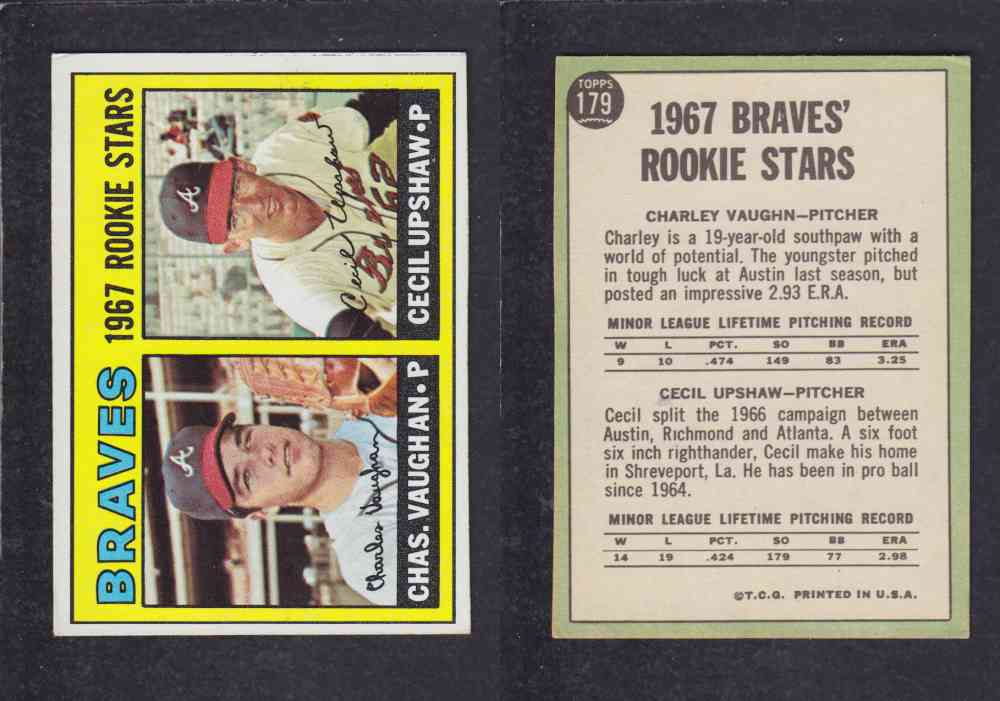 BRAVES 1967 ROOKIE STARS
A
CHAS. VAUGHAN•P
Charles Vaughan
A
CECIL UPSHAW•P
Cecil Upshaw
TOPPS
179
1967 BRAVES'
ROOKIE STARS
CHARLEY VAUGHN—PITCHER
Charley is a 19-year-old southpaw with a
world of potential. The youngster pitched
in tough luck at Austin last season, but
posted an impressive 2.93 E.R.A.
MINOR LEAGUE LIFETIME PITCHING RECORD
W L PCT. SO BB ERA
9 10 .474 149 83 3.25
CECIL UPSHAW—PITCHER
Cecil split the 1966 campaign between
Austin, Richmond and Atlanta. A six foot
six inch righthander, Cecil make his home
in Shreveport, La. He has been in pro ball
since 1964.
MINOR LEAGUE LIFETIME PITCHING RECORD
W L PCT. SO BB ERA
14 19 .424 179 77 2.98
©T.C.G. PRINTED IN U.S.A.